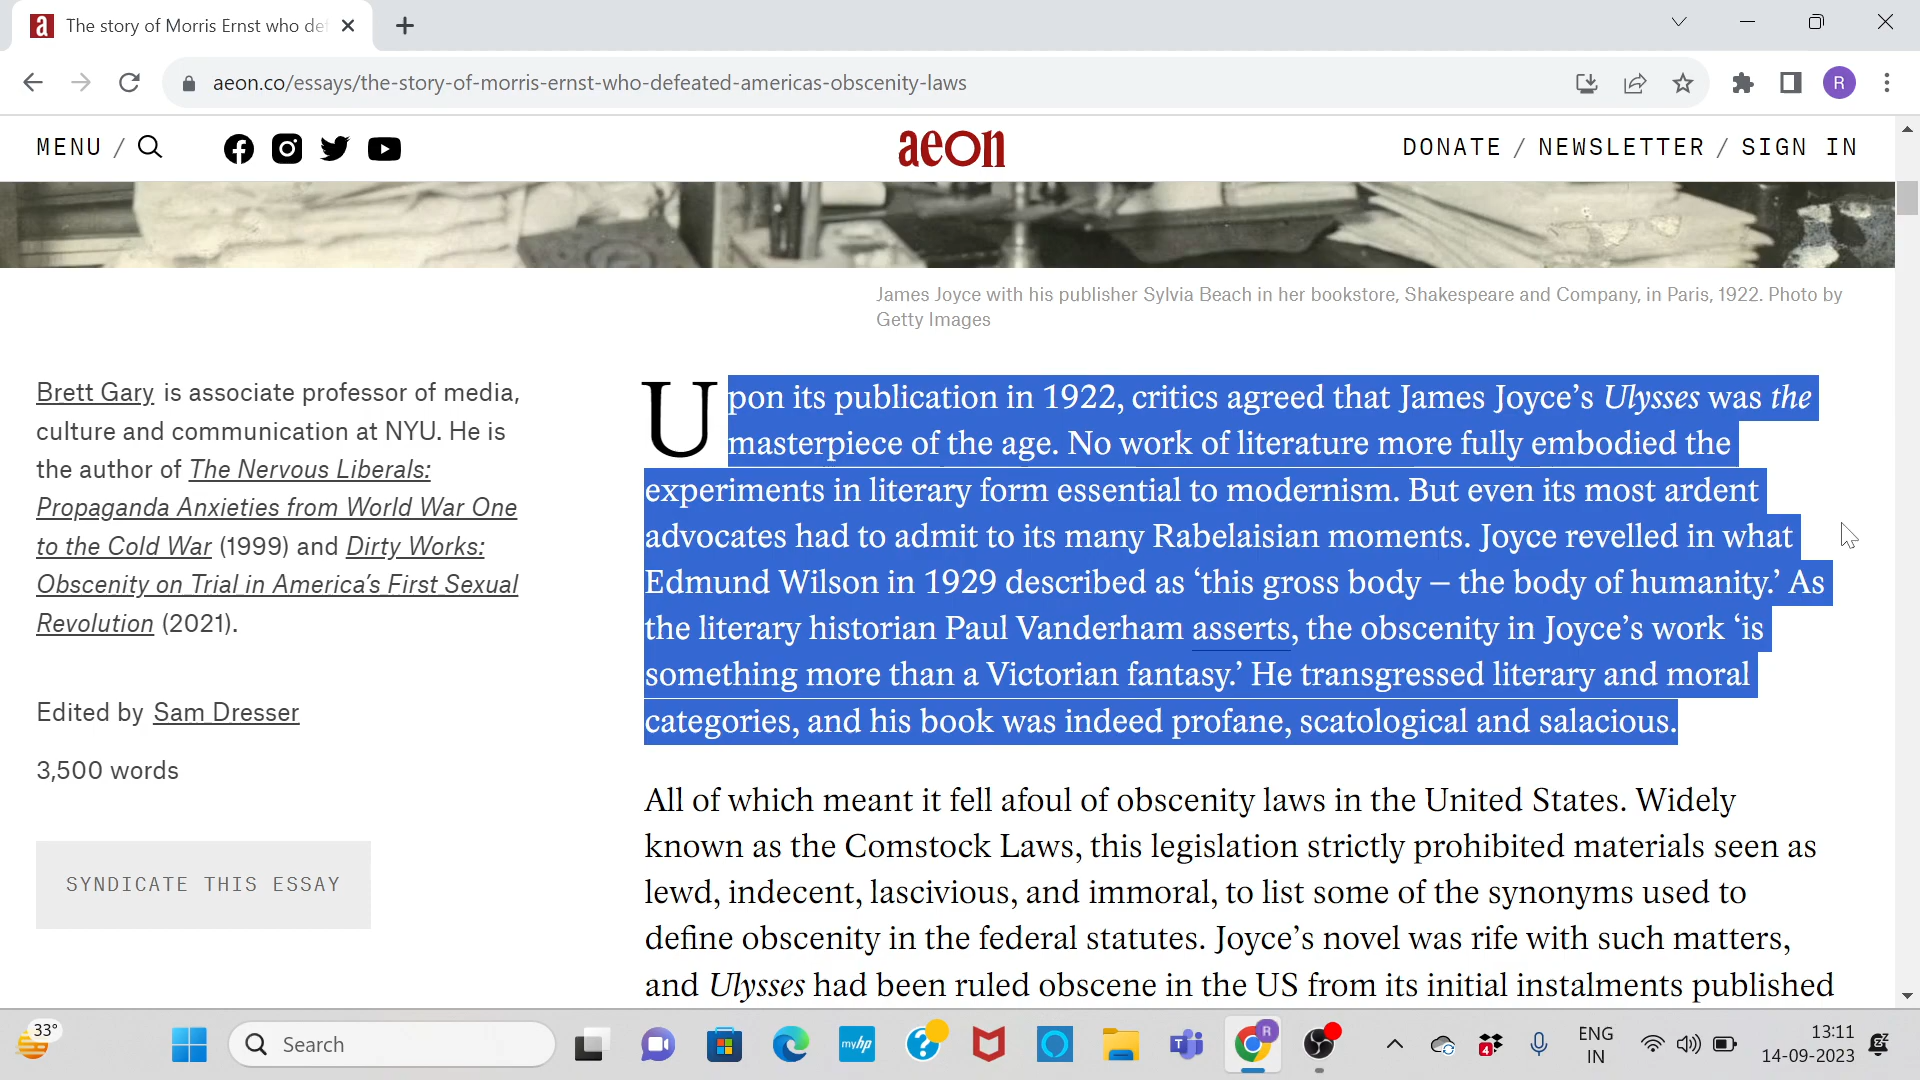 The story of Morris Ernst who def
aeon.co/essays/the-story-of-morris-ernst-who-defeated-americas-obscenity-laws
R
MENU /
aeon
DONATE / NEWSLETTER / SIGN IN
James Joyce with his publisher Sylvia Beach in her bookstore, Shakespeare and Company, in Paris, 1922. Photo by
Getty Images
Brett Gary is associate professor of media,
culture and communication at NYU. He is
the author of The Nervous Liberals:
Propaganda Anxieties from World War One
to the Cold War (1999) and Dirty Works:
Obscenity on Trial in America's First Sexual
Revolution (2021).
Edited by Sam Dresser
3,500 words
SYNDICATE THIS ESSAY
Upon its publication in 1922, critics agreed that James Joyce’s Ulysses was the
masterpiece of the age. No work of literature more fully embodied the
experiments in literary form essential to modernism. But even its most ardent
advocates had to admit to its many Rabelaisian moments. Joyce revelled in what
Edmund Wilson in 1929 described as ‘this gross body – the body of humanity.’ As
the literary historian Paul Vanderham asserts, the obscenity in Joyce’s work ‘is
something more than a Victorian fantasy.’ He transgressed literary and moral
categories, and his book was indeed profane, scatological and salacious.
All of which meant it fell afoul of obscenity laws in the United States. Widely
known as the Comstock Laws, this legislation strictly prohibited materials seen as
lewd, indecent, lascivious, and immoral, to list some of the synonyms used to
define obscenity in the federal statutes. Joyce’s novel was rife with such matters,
and Ulysses had been ruled obscene in the US from its initial instalments published
33°
Search
myhp
R
4
ENG
IN
13:11
14-09-2023